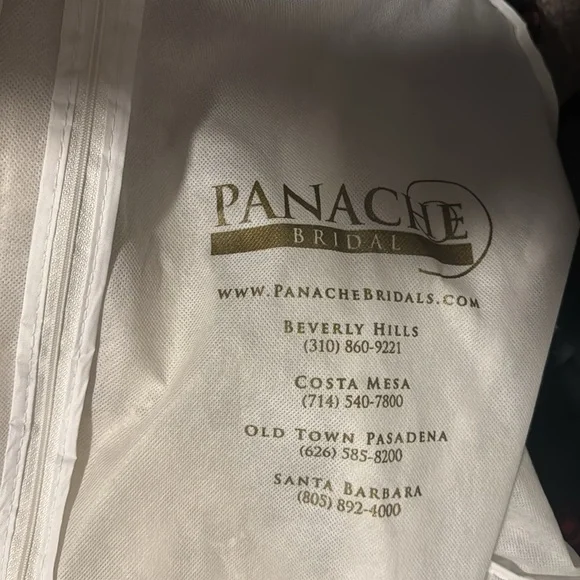 PANACHE
BRIDAL
WWW.PANACHEBRIDALS.COM
BEVERLY HILLS
(310) 860-9221
COSTA MESA
(714) 540-7800
OLD TOWN PASADENA
(626) 585-8200
SANTA BARBARA
(805) 892-4000